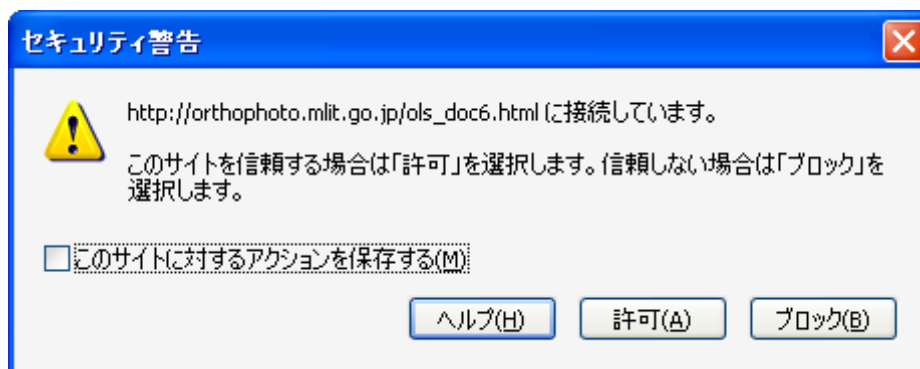 セキュリティ警告
http://orthophoto.mlit.go.jp/ols_doc6.html に接続しています。
このサイトを信頼する場合は「許可」を選択します。信頼しない場合は「ブロック」を
選択します。
このサイトに対するアクションを保存する(M)
ヘルプ(H) 許可(A) ブロック(B)